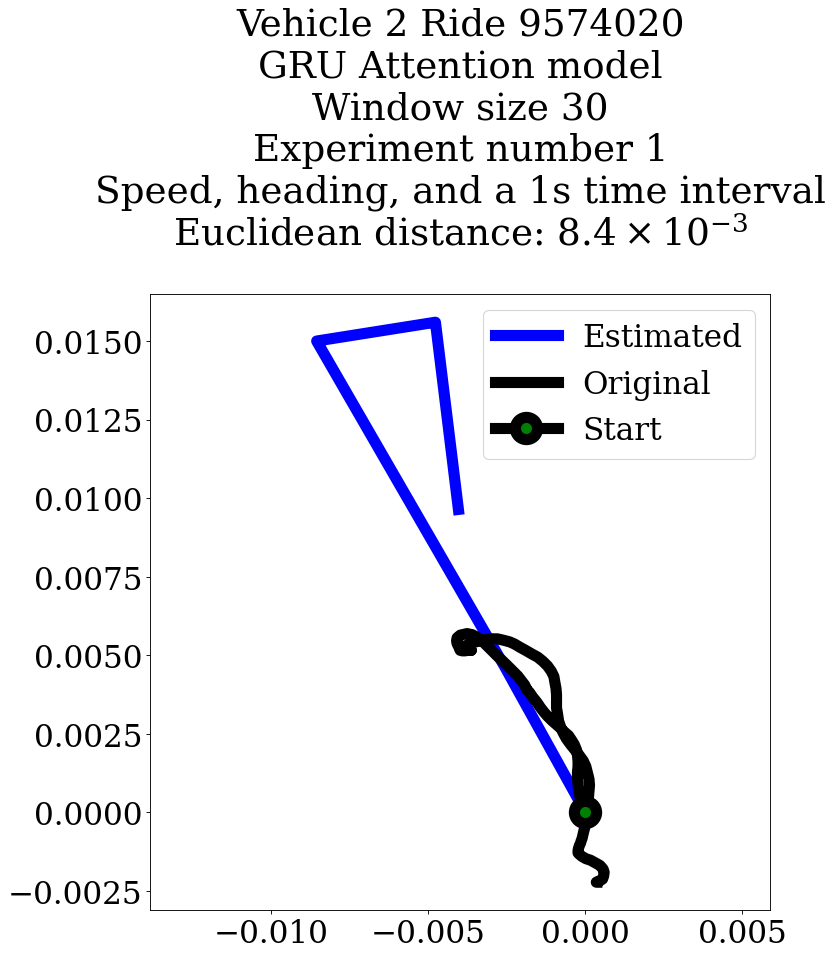 Vehicle 2 Ride 9574020
GRU Attention model
Window size 30
Experiment number 1
Speed, heading, and a 1s time interval
Euclidean distance: 8.4 × 10⁻³
Estimated
Original
Start
0.0150
0.0125
0.0100
0.0075
0.0050
0.0025
0.0000
−0.0025
−0.010 −0.005 0.000 0.005